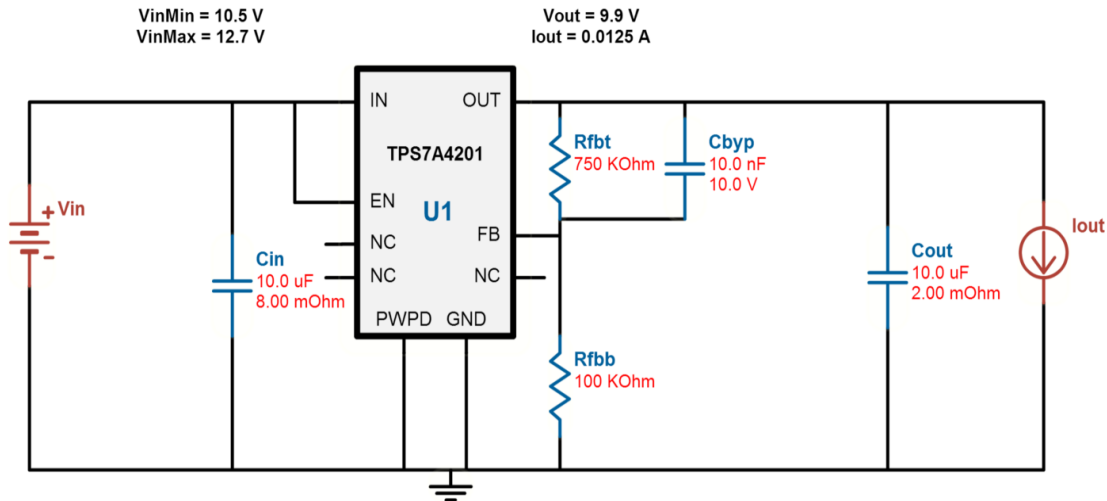 VinMin = 10.5 V
VinMax = 12.7 V
Vout = 9.9 V
Iout = 0.0125 A
IN
OUT
TPS7A4201
EN
U1
FB
NC
NC
NC
PWPD
GND
+
Vin
-
Cin
10.0 uF
8.00 mOhm
Rfbt
750 KOhm
Cbyp
10.0 nF
10.0 V
Rfbb
100 KOhm
Cout
10.0 uF
2.00 mOhm
Iout